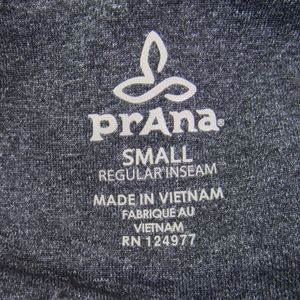 prAna®
SMALL
REGULAR INSEAM
MADE IN VIETNAM
FABRIQUE AU
VIETNAM
RN 124977